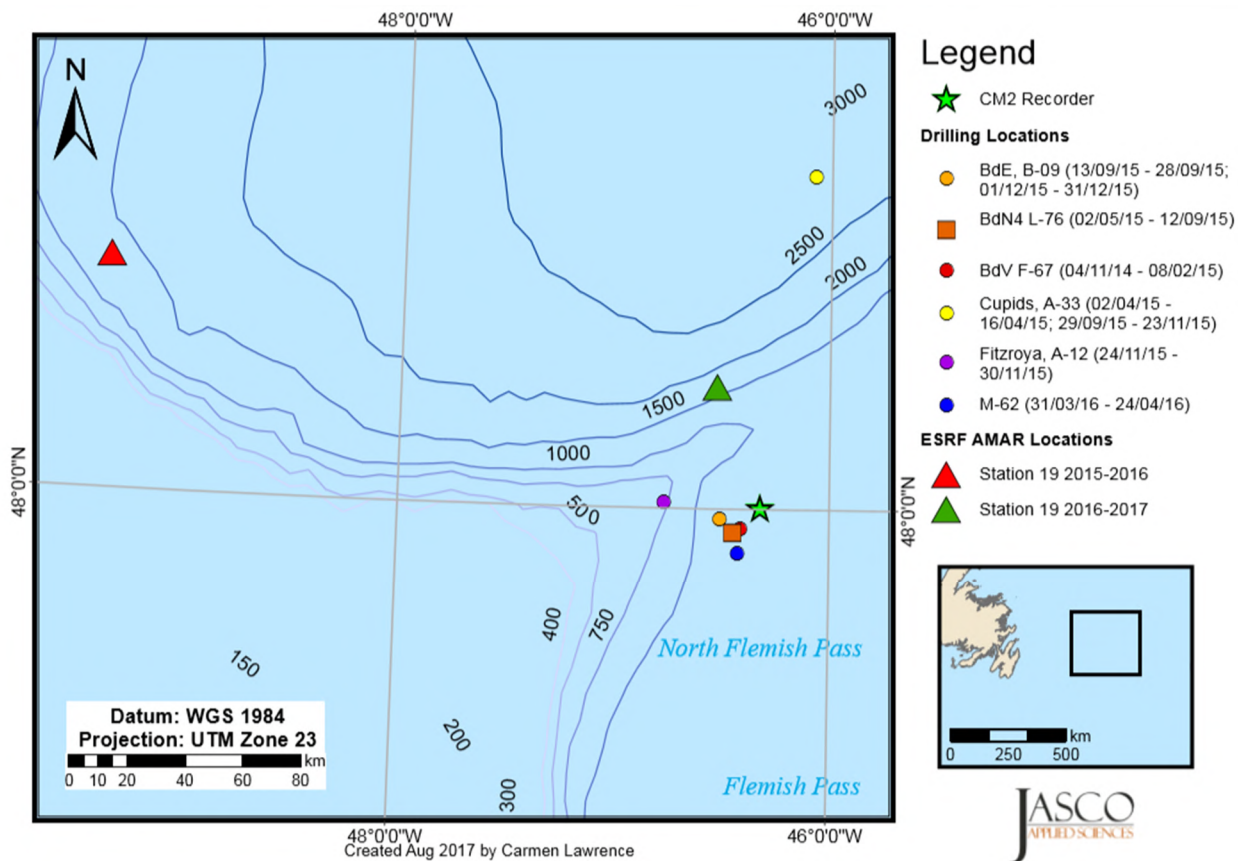 48°0'0"W
46°0'0"W
N
3000
2500
2000
1500
1000
500
48°0'0"N
48°0'0"N
400
750
150
200
300
North Flemish Pass
Flemish Pass
Datum: WGS 1984
Projection: UTM Zone 23
km
0 10 20 40 60 80
48°0'0"W
46°0'0"W
Created Aug 2017 by Carmen Lawrence
Legend
CM2 Recorder
Drilling Locations
BdE, B-09 (13/09/15 - 28/09/15;
01/12/15 - 31/12/15)
BdN4 L-76 (02/05/15 - 12/09/15)
BdV F-67 (04/11/14 - 08/02/15)
Cupids, A-33 (02/04/15 -
16/04/15; 29/09/15 - 23/11/15)
Fitzroya, A-12 (24/11/15 -
30/11/15)
M-62 (31/03/16 - 24/04/16)
ESRF AMAR Locations
Station 19 2015-2016
Station 19 2016-2017
km
0 250 500
JASCO
APPLIED SCIENCES